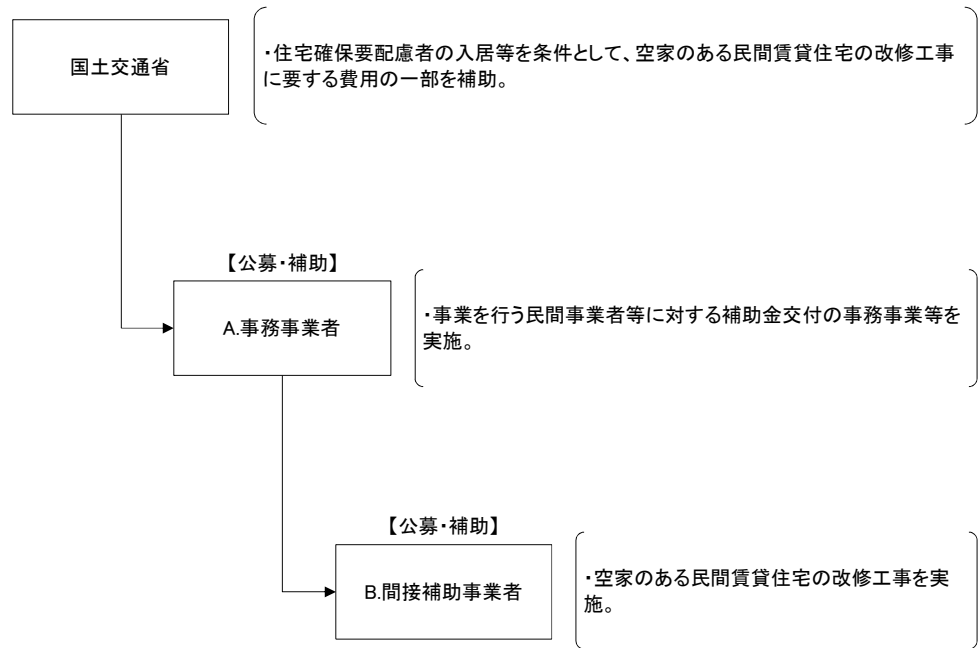 国土交通省
・住宅確保要配慮者の入居等を条件として、空家のある民間賃貸住宅の改修工事
に要する費用の一部を補助。
【公募・補助】
A.事務事業者
・事業を行う民間事業者等に対する補助金交付の事務事業等を
実施。
【公募・補助】
B.間接補助事業者
・空家のある民間賃貸住宅の改修工事を実
施。